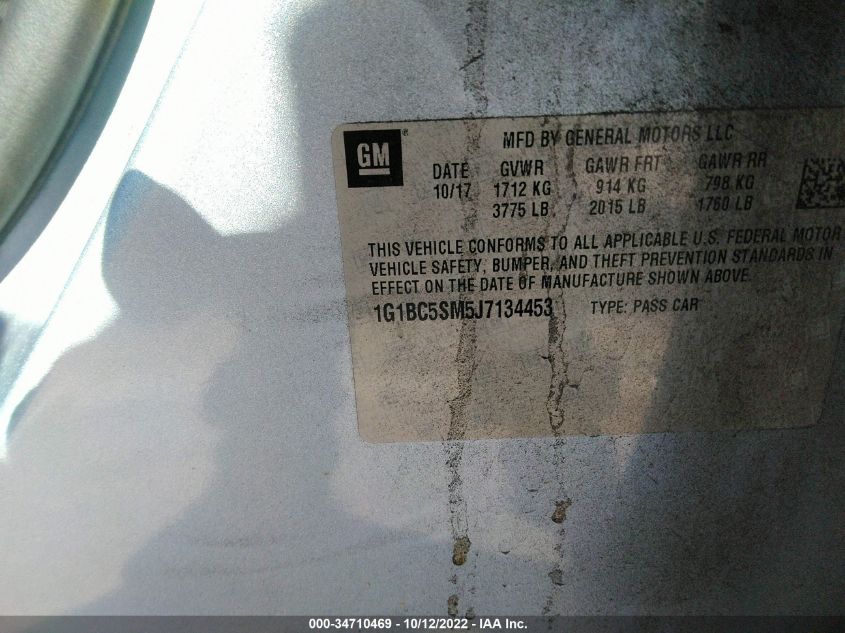 GM ® MFD BY GENERAL MOTORS LLC
DATE GVWR GAWR FRT GAWR RR
10/17 1712 KG 914 KG 798 KG
3775 LB 2015 LB 1760 LB
THIS VEHICLE CONFORMS TO ALL APPLICABLE U.S. FEDERAL MOTOR
VEHICLE SAFETY, BUMPER, AND THEFT PREVENTION STANDARDS IN
EFFECT ON THE DATE OF MANUFACTURE SHOWN ABOVE.
1G1BC5SM5J7134453 TYPE: PASS CAR
000-34710469 - 10/12/2022 - IAA Inc.